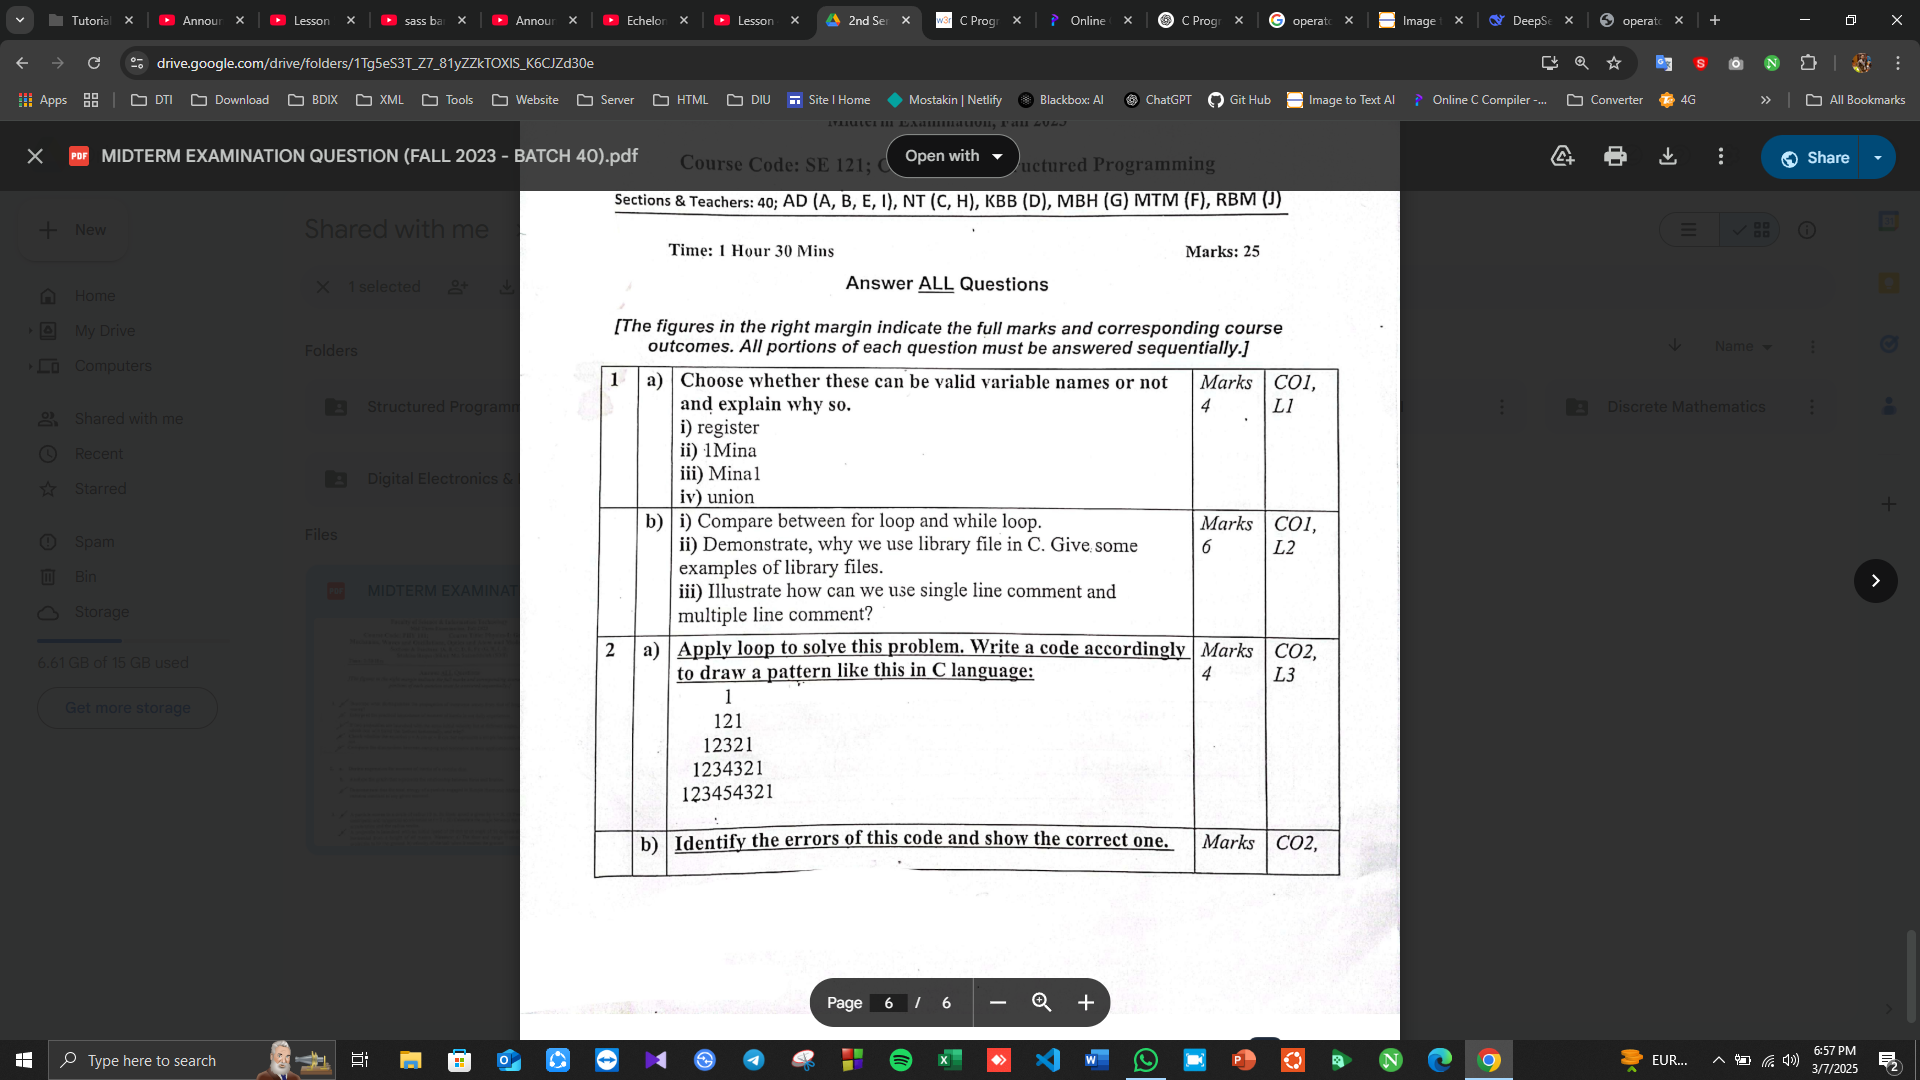 Tutorial
Announ
Lesson
sass ba
Announ
Echelon
Lesson
2nd Sem
C Progr
Online
C Progr
operato
Image
DeepSe
operato
drive.google.com/drive/folders/1Tg5eS3T_Z7_81yZZkTOXIS_K6CJZd30e
Apps
DTI
Download
BDIX
XML
Tools
Website
Server
HTML
DIU
Site I Home
Mostakin | Netlify
Blackbox: AI
ChatGPT
Git Hub
Image to Text AI
Online C Compiler -...
Converter
4G
All Bookmarks
PDF
MIDTERM EXAMINATION QUESTION (FALL 2023 - BATCH 40).pdf
Open with
Share
Midterm Examination, Fall 2023
Course Code: SE 121; C
uctured Programming
Sections & Teachers: 40; AD (A, B, E, I), NT (C, H), KBB (D), MBH (G) MTM (F), RBM (J)
Time: 1 Hour 30 Mins
Marks: 25
Answer ALL Questions
[The figures in the right margin indicate the full marks and corresponding course
outcomes. All portions of each question must be answered sequentially.]
1 a) Choose whether these can be valid variable names or not Marks CO1,
and explain why so. 4 L1
i) register
ii) 1Mina
iii) Mina1
iv) union
b) i) Compare between for loop and while loop. Marks CO1,
ii) Demonstrate, why we use library file in C. Give some 6 L2
examples of library files.
iii) Illustrate how can we use single line comment and
multiple line comment?
2 a) Apply loop to solve this problem. Write a code accordingly Marks CO2,
to draw a pattern like this in C language: 4 L3
1
121
12321
1234321
123454321
b) Identify the errors of this code and show the correct one. Marks CO2,
Page 6 / 6
New
Home
My Drive
Computers
Shared with me
Recent
Starred
Spam
Bin
Storage
6.61 GB of 15 GB used
Get more storage
Shared with me
1 selected
Folders
Structured Programm
Digital Electronics &
Files
MIDTERM EXAMINAT
Name
Discrete Mathematics
Type here to search
EUR...
6:57 PM
3/7/2025
2